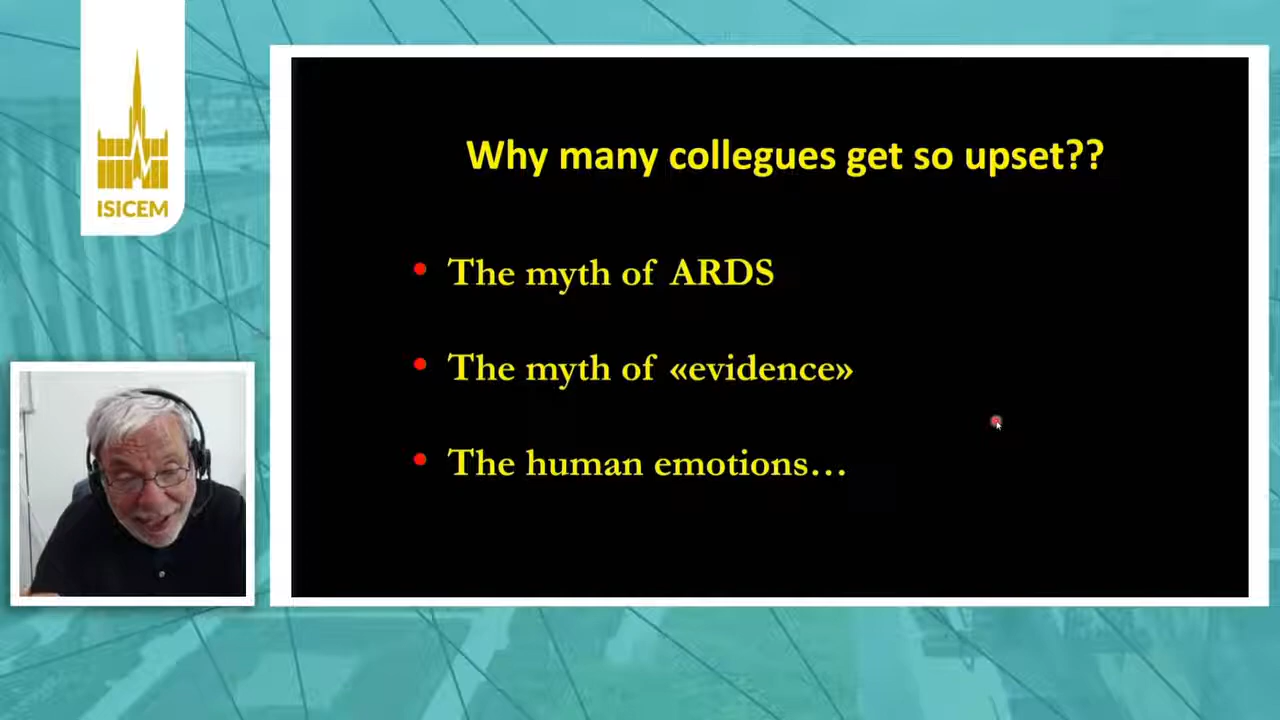 ISICEM
Why many collegues get so upset??
• The myth of ARDS
• The myth of «evidence»
• The human emotions…